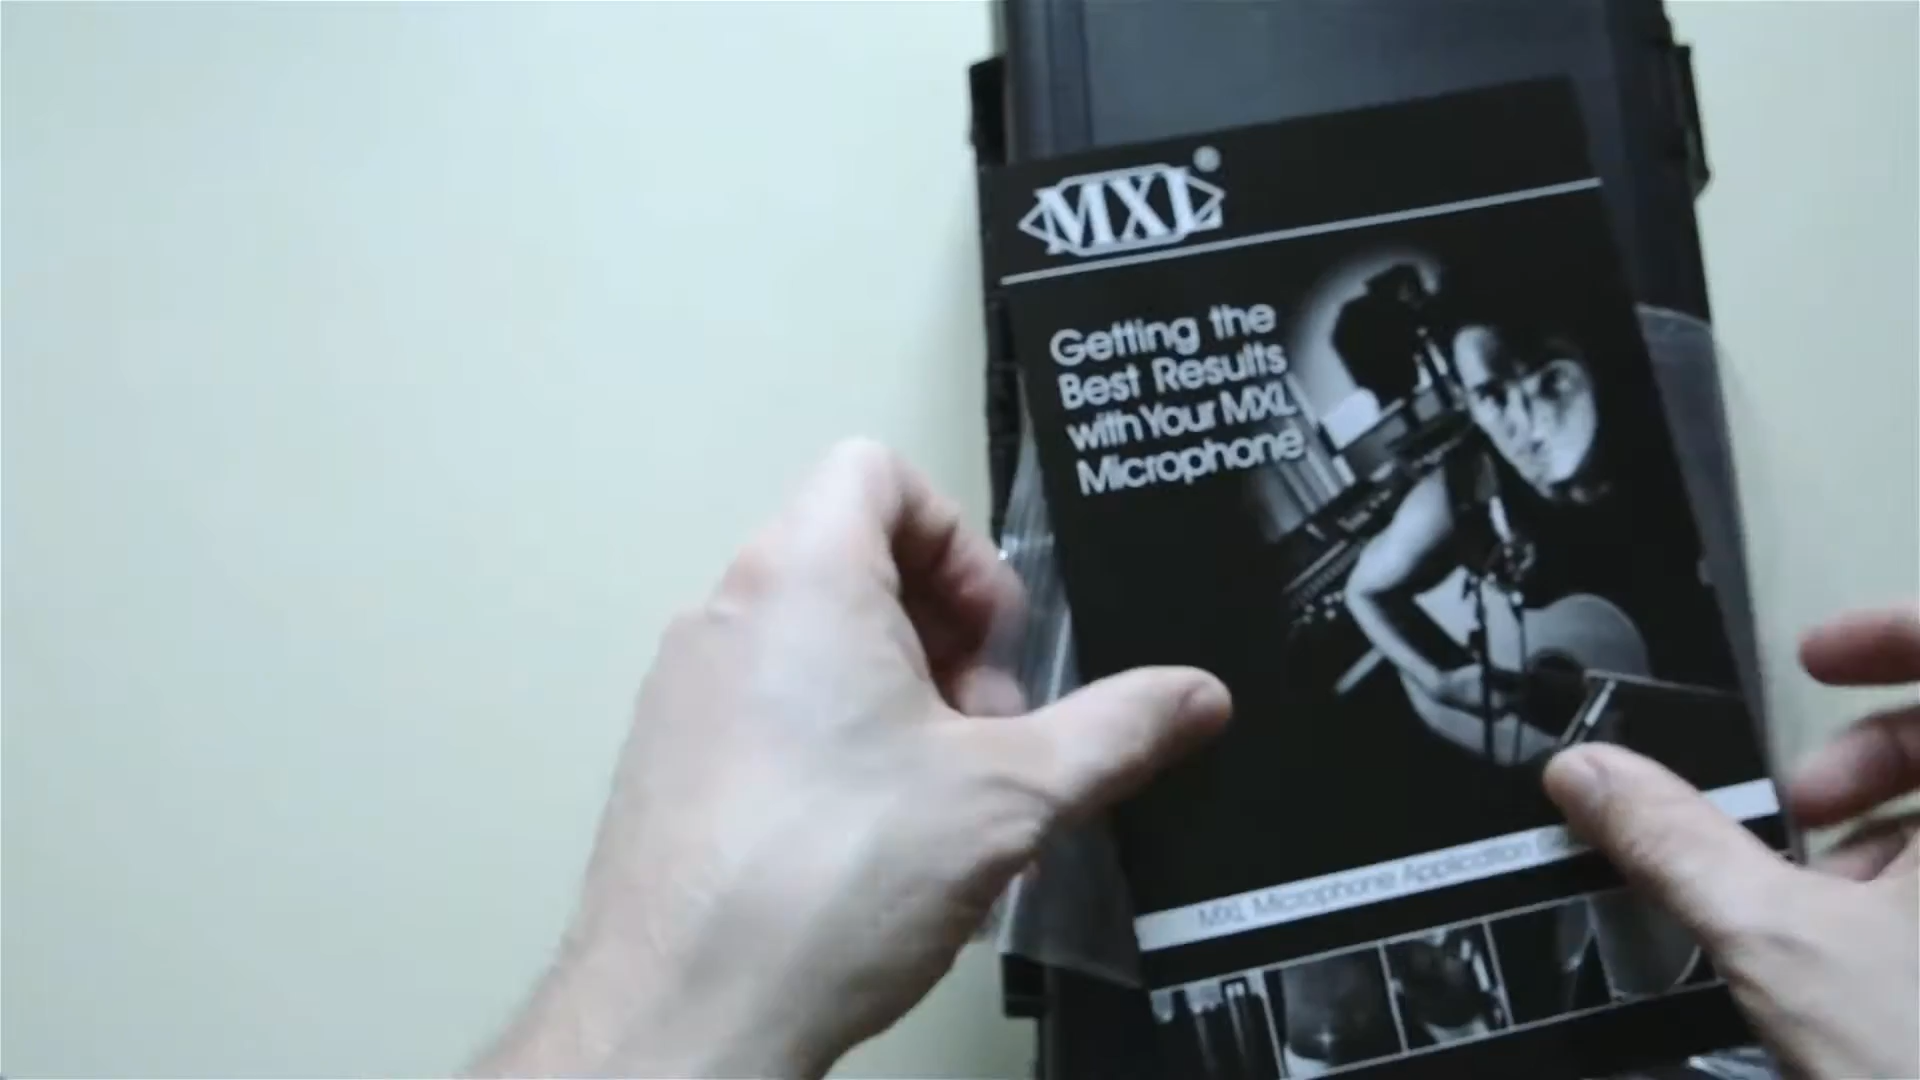 MXL®
Getting the
Best Results
with Your MXL
Microphone
MXL Microphone Application